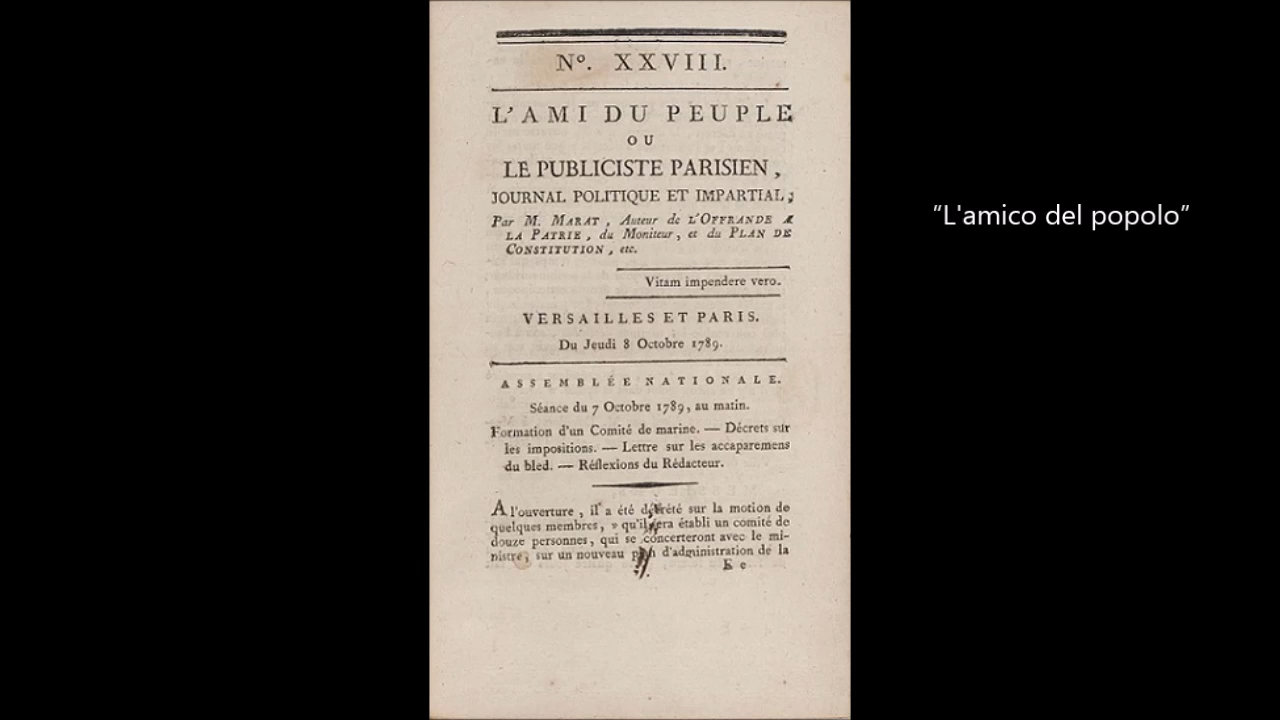 Nº. XXVIII.
L'AMI DU PEUPLE
OU
LE PUBLICISTE PARISIEN,
JOURNAL POLITIQUE ET IMPARTIAL;
Par M. MARAT, Auteur de L'OFFRANDE A
LA PATRIE, du Moniteur, et du PLAN DE
CONSTITUTION, etc.
Vitam impendere vero.
VERSAILLES ET PARIS.
Du Jeudi 8 Octobre 1789.
ASSEMBLÉE NATIONALE.
Séance du 7 Octobre 1789, au matin.
Formation d'un Comité de marine. — Décrets sur
les impositions. — Lettre sur les accaparemens
du bled. — Réflexions du Rédacteur.
A l'ouverture, il a été décrété sur la motion de
quelques membres, » qu'il sera établi un comité de
douze personnes, qui se concerteront avec le mi-
nistre, sur un nouveau plan d'administration de la
E e
"L'amico del popolo"